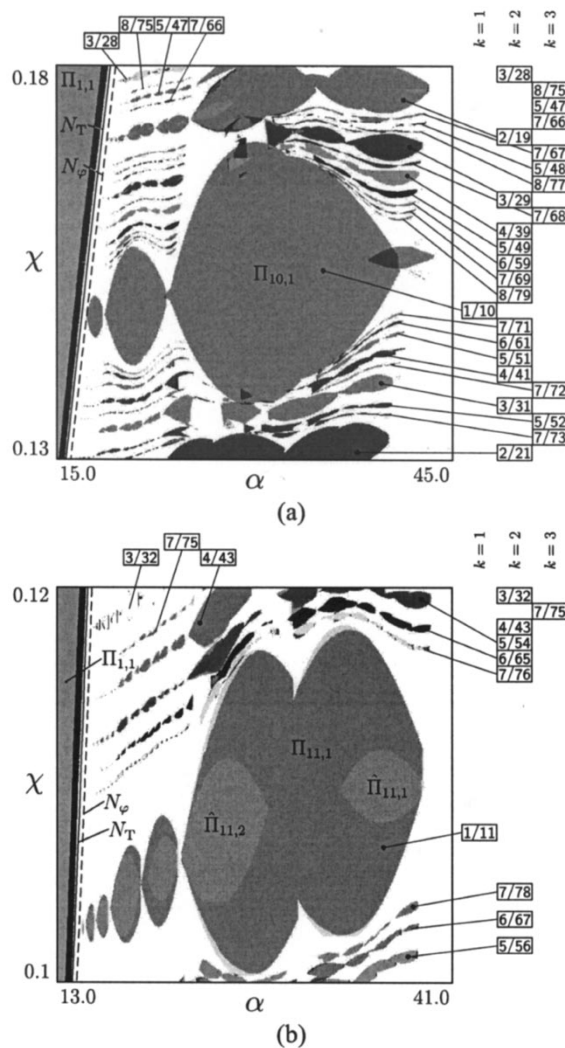 3/28 8/75 5/47 7/66
k = 1
k = 2
k = 3
0.18
Π1,1
NT
Nφ
χ
Π10,1
0.13
15.0
α
45.0
3/28
8/75
5/47
7/66
2/19
7/67
5/48
8/77
3/29
7/68
4/39
5/49
6/59
7/69
8/79
1/10
7/71
6/61
5/51
4/41
7/72
3/31
5/52
7/73
2/21
(a)
3/32 7/75 4/43
k = 1
k = 2
k = 3
0.12
Π1,1
χ
Nφ
NT
Π11,1
Π̂11,2
Π̃11,1
0.1
13.0
α
41.0
3/32
7/75
4/43
5/54
6/65
7/76
1/11
7/78
6/67
5/56
(b)